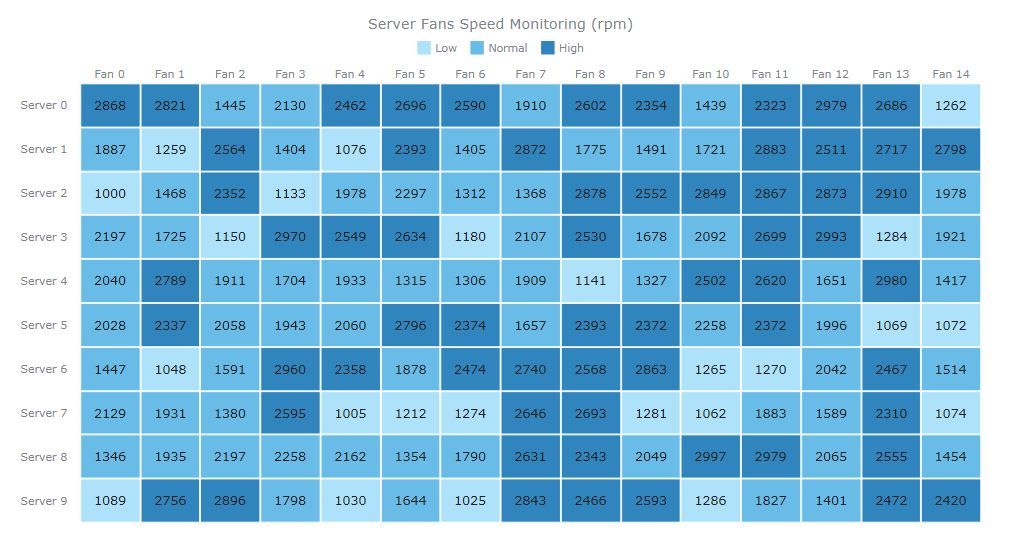 Server Fans Speed Monitoring (rpm)
Low Normal High
Fan 0 Fan 1 Fan 2 Fan 3 Fan 4 Fan 5 Fan 6 Fan 7 Fan 8 Fan 9 Fan 10 Fan 11 Fan 12 Fan 13 Fan 14
Server 0 2868 2821 1445 2130 2462 2696 2590 1910 2602 2354 1439 2323 2979 2686 1262
Server 1 1887 1259 2564 1404 1076 2393 1405 2872 1775 1491 1721 2883 2511 2717 2798
Server 2 1000 1468 2352 1133 1978 2297 1312 1368 2878 2552 2849 2867 2873 2910 1978
Server 3 2197 1725 1150 2970 2549 2634 1180 2107 2530 1678 2092 2699 2993 1284 1921
Server 4 2040 2789 1911 1704 1933 1315 1306 1909 1141 1327 2502 2620 1651 2980 1417
Server 5 2028 2337 2058 1943 2060 2796 2374 1657 2393 2372 2258 2372 1996 1069 1072
Server 6 1447 1048 1591 2960 2358 1878 2474 2740 2568 2863 1265 1270 2042 2467 1514
Server 7 2129 1931 1380 2595 1005 1212 1274 2646 2693 1281 1062 1883 1589 2310 1074
Server 8 1346 1935 2197 2258 2162 1354 1790 2631 2343 2049 2997 2979 2065 2555 1454
Server 9 1089 2756 2896 1798 1030 1644 1025 2843 2466 2593 1286 1827 1401 2472 2420